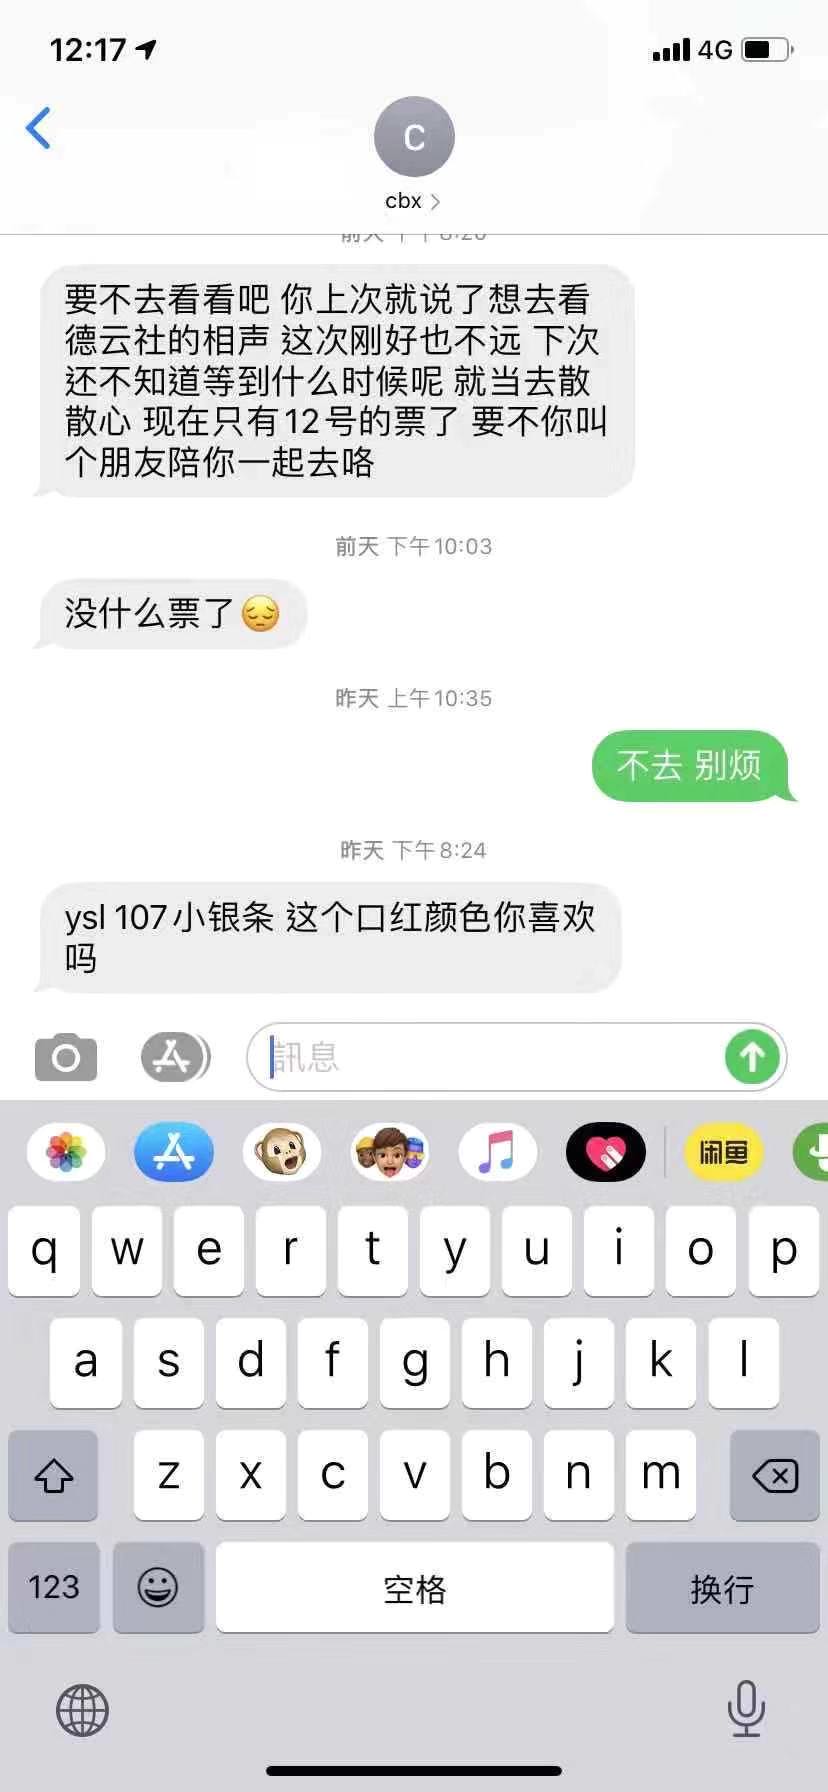 12:17
4G
C
cbx
要不去看看吧 你上次就说了想去看
德云社的相声 这次刚好也不远 下次
还不知道等到什么时候呢 就当去散
散心 现在只有12号的票了 要不你叫
个朋友陪你一起去咯
前天 下午10:03
没什么票了😔
昨天 上午10:35
不去 别烦
昨天 下午8:24
ysl 107小银条 这个口红颜色你喜欢
吗
訊息
闲鱼
q w e r t y u i o p
a s d f g h j k l
z x c v b n m
123 空格 换行